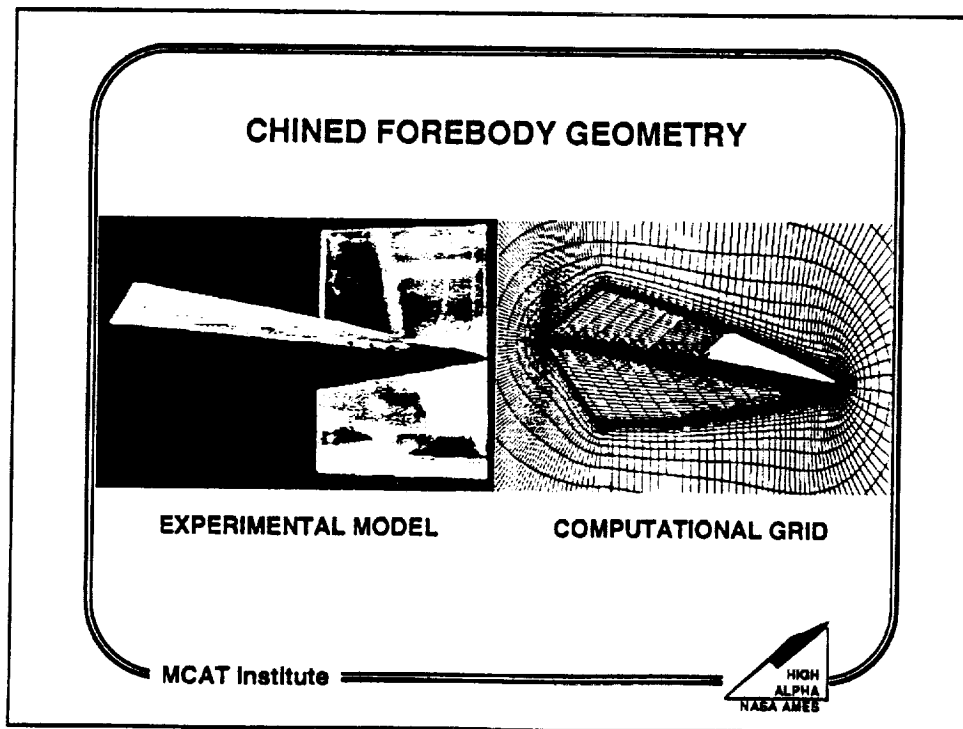 CHINED FOREBODY GEOMETRY
EXPERIMENTAL MODEL
COMPUTATIONAL GRID
MCAT Institute
HIGH
ALPHA
NASA AMES